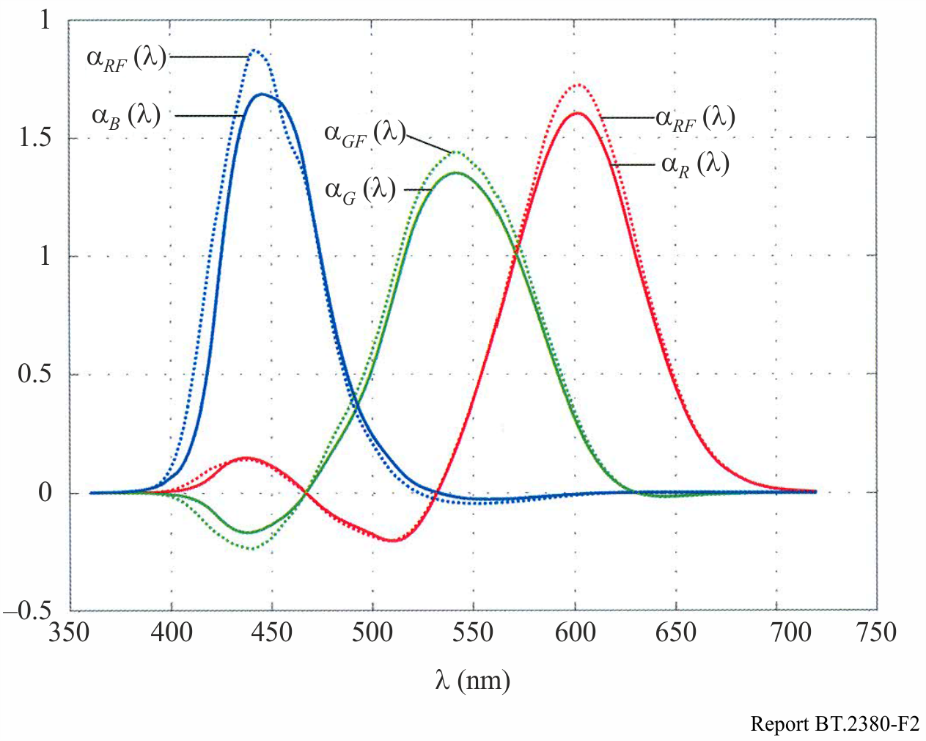 1
α_RF (λ)
α_B (λ)
1.5
α_GF (λ)
α_RF (λ)
α_G (λ)
α_R (λ)
1
0.5
0
–0.5
350 400 450 500 550 600 650 700 750
λ (nm)
Report BT.2380-F2